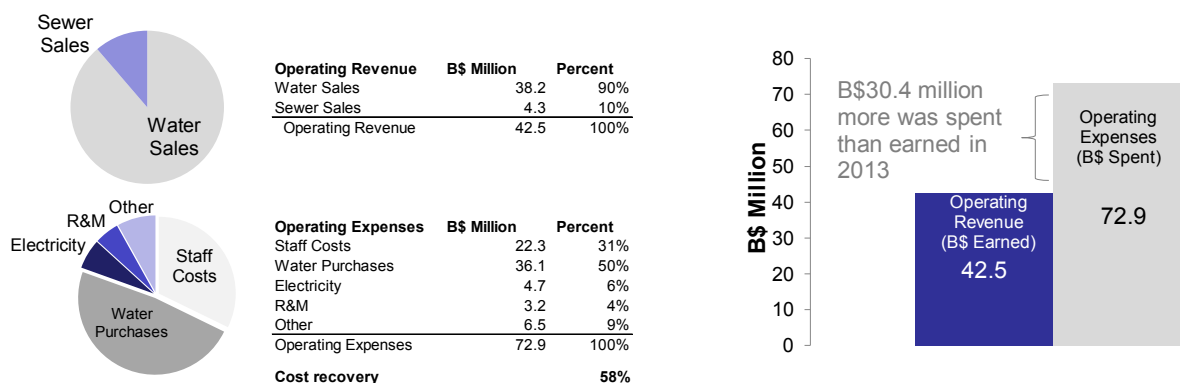 Sewer
Sales
Water
Sales
Operating Revenue B$ Million Percent
Water Sales 38.2 90%
Sewer Sales 4.3 10%
Operating Revenue 42.5 100%
Other
R&M
Electricity
Staff
Costs
Water
Purchases
Operating Expenses B$ Million Percent
Staff Costs 22.3 31%
Water Purchases 36.1 50%
Electricity 4.7 6%
R&M 3.2 4%
Other 6.5 9%
Operating Expenses 72.9 100%
Cost recovery 58%
B$ Million
80
70
60
50
40
30
20
10
0
B$30.4 million
more was spent
than earned in
2013
Operating
Revenue
(B$ Earned)
42.5
Operating
Expenses
(B$ Spent)
72.9